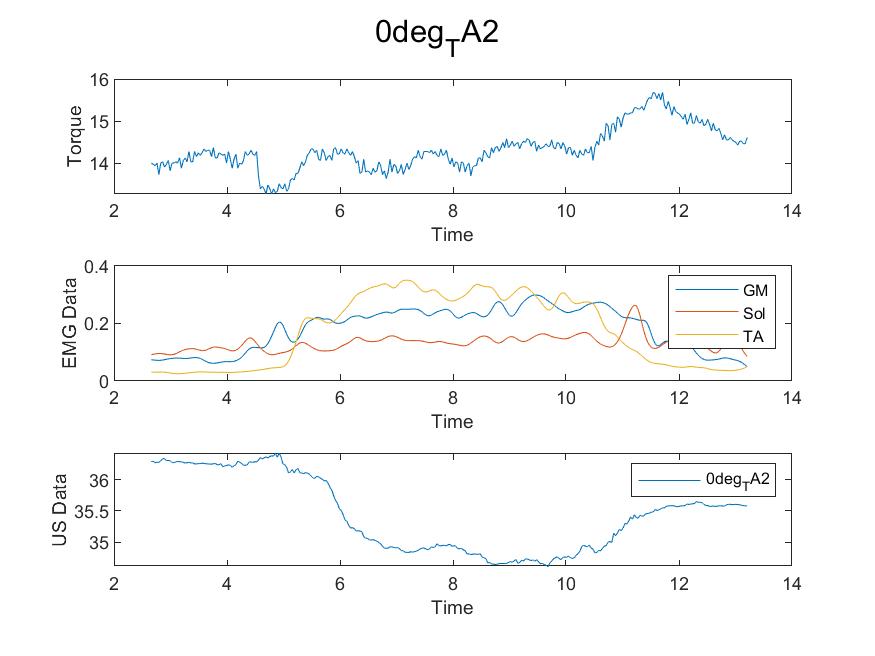 0deg_TA2
16
15
14
Torque
2 4 6 8 10 12 14
Time
0.4
0.2
0
EMG Data
GM
Sol
TA
2 4 6 8 10 12 14
Time
36
35.5
35
US Data
0deg_TA2
2 4 6 8 10 12 14
Time